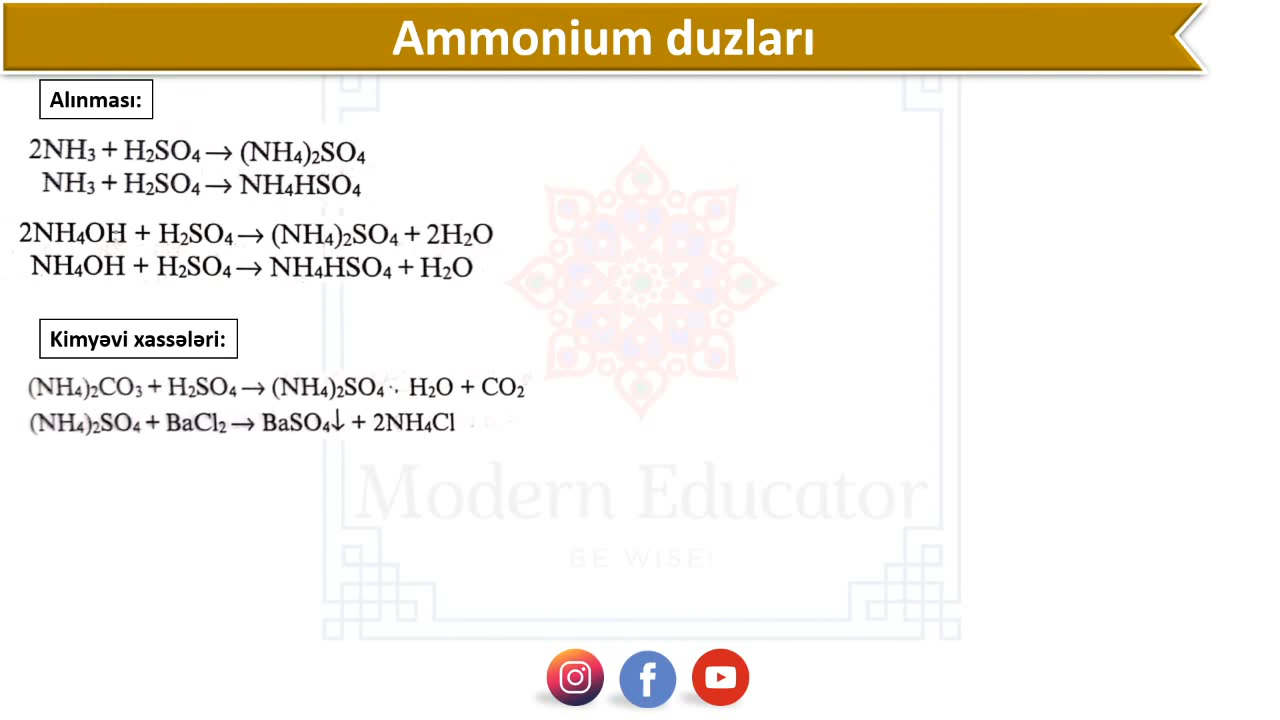 Ammonium duzları
Alınması:
2NH₃ + H₂SO₄ → (NH₄)₂SO₄
NH₃ + H₂SO₄ → NH₄HSO₄
2NH₄OH + H₂SO₄ → (NH₄)₂SO₄ + 2H₂O
NH₄OH + H₂SO₄ → NH₄HSO₄ + H₂O
Kimyəvi xassələri:
(NH₄)₂CO₃ + H₂SO₄ → (NH₄)₂SO₄ H₂O + CO₂
(NH₄)₂SO₄ + BaCl₂ → BaSO₄↓ + 2NH₄Cl
Modern Educator
BE WISE!